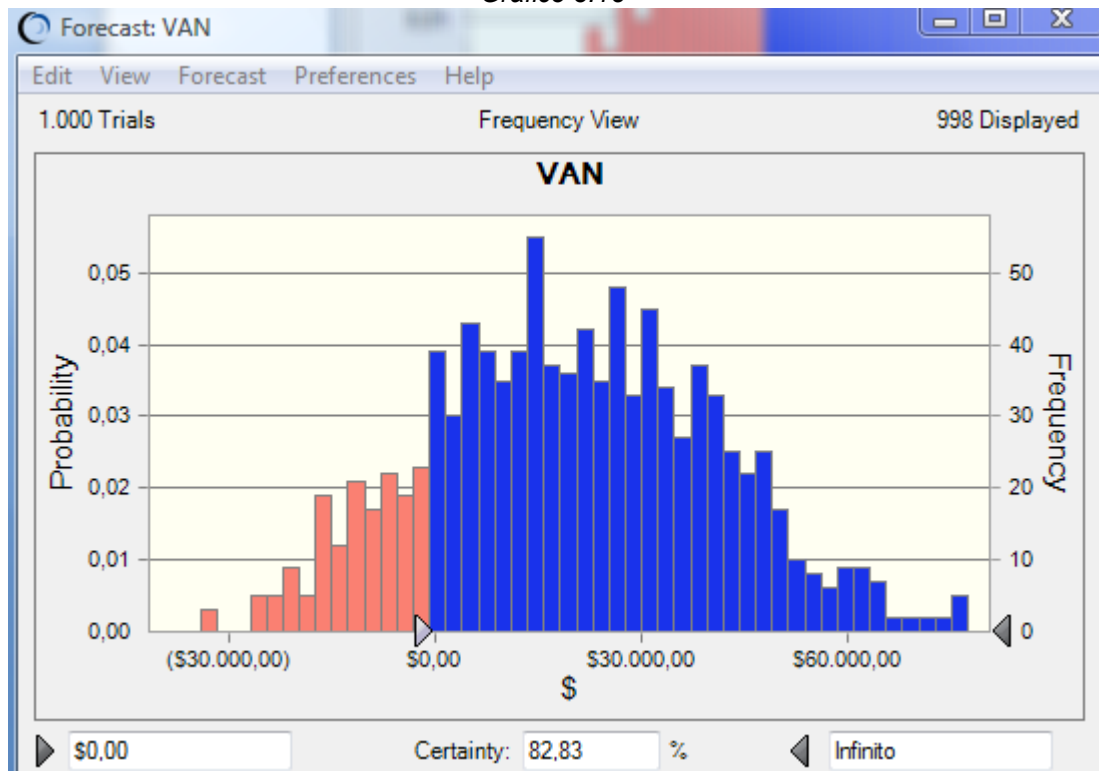 Forecast: VAN
Edit View Forecast Preferences Help
1.000 Trials Frequency View 998 Displayed
VAN
Probability
0,05
0,04
0,03
0,02
0,01
0,00
50
40
30
20
10
0
Frequency
($30.000,00) $0,00 $30.000,00 $60.000,00
$
$0,00 Certainty: 82,83 % Infinito